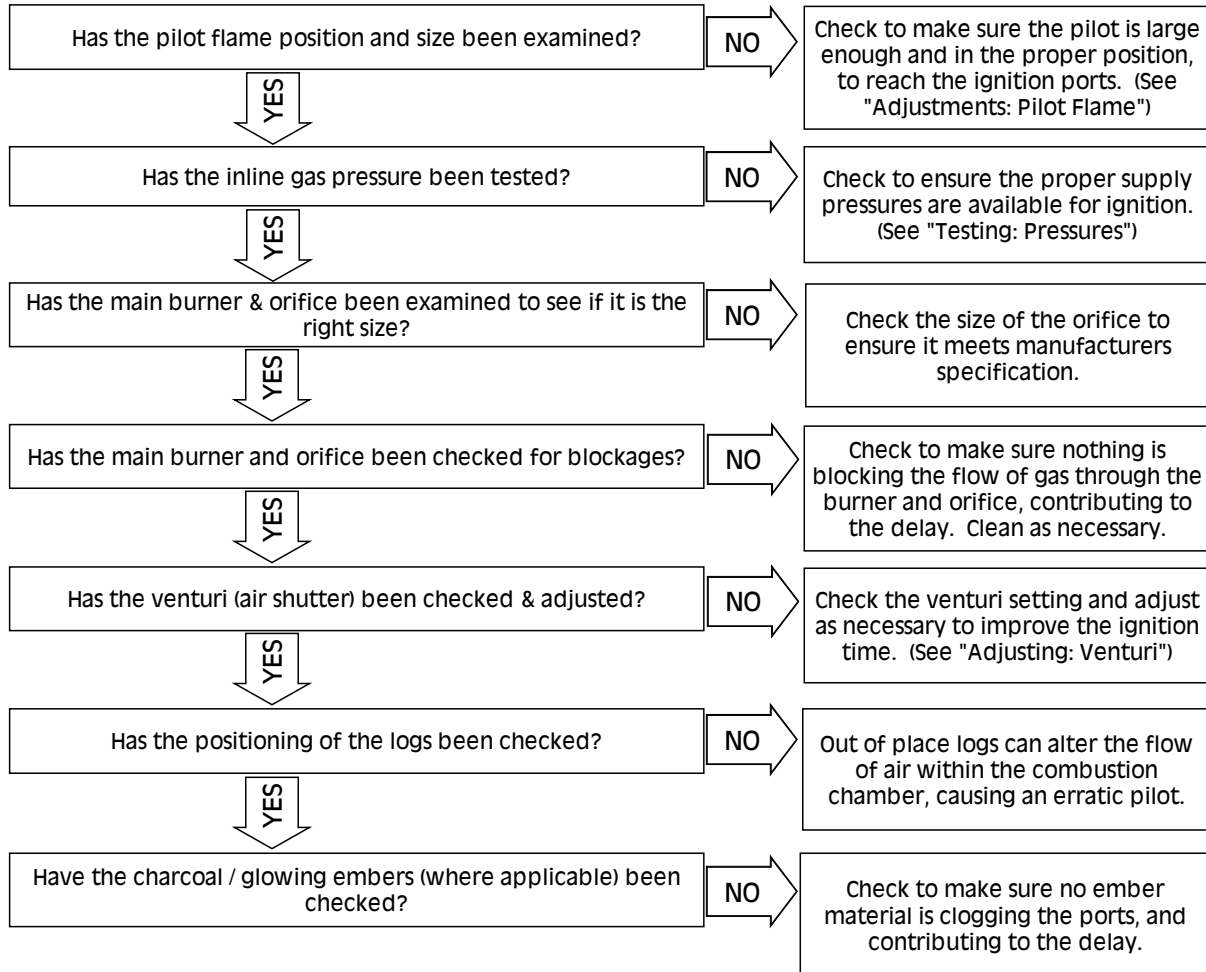 Has the pilot flame position and size been examined?
NO
Check to make sure the pilot is large
enough and in the proper position,
to reach the ignition ports.  (See
"Adjustments: Pilot Flame")
YES
Has the inline gas pressure been tested?
NO
Check to ensure the proper supply
pressures are available for ignition.
(See "Testing: Pressures")
YES
Has the main burner & orifice been examined to see if it is the
right size?
NO
Check the size of the orifice to
ensure it meets manufacturers
specification.
YES
Has the main burner and orifice been checked for blockages?
NO
Check to make sure nothing is
blocking the flow of gas through the
burner and orifice, contributing to
the delay.  Clean as necessary.
YES
Has the venturi (air shutter) been checked & adjusted?
NO
Check the venturi setting and adjust
as necessary to improve the ignition
time.  (See "Adjusting: Venturi")
YES
Has the positioning of the logs been checked?
NO
Out of place logs can alter the flow
of air within the combustion
chamber, causing an erratic pilot.
YES
Have the charcoal / glowing embers (where applicable) been
checked?
NO
Check to make sure no ember
material is clogging the ports, and
contributing to the delay.